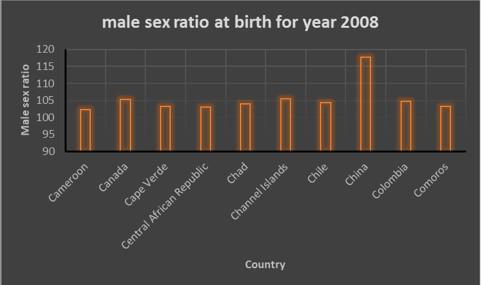 male sex ratio at birth for year 2008
Male sex ratio
120
115
110
105
100
95
90
Cameroon
Canada
Cape Verde
Central African Republic
Chad
Channel Islands
Chile
China
Colombia
Comoros
Country